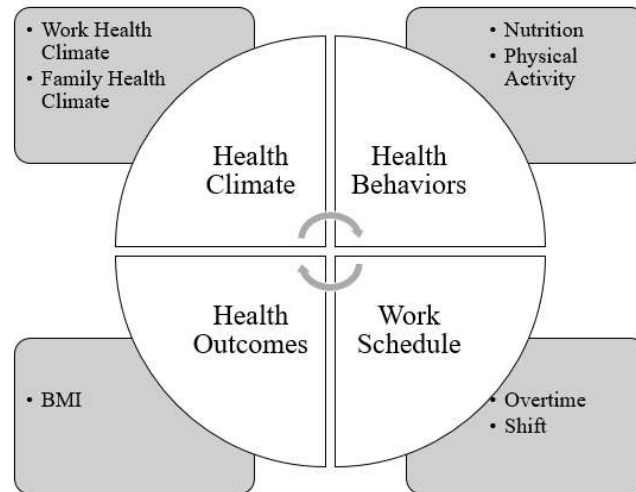 • Work Health
Climate
• Family Health
Climate
• Nutrition
• Physical
Activity
Health
Climate
Health
Behaviors
Health
Outcomes
Work
Schedule
• BMI
• Overtime
• Shift